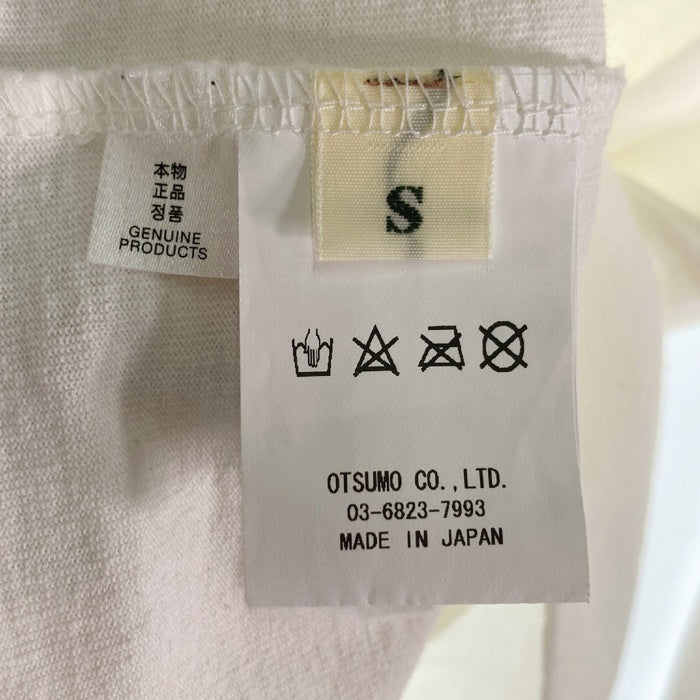 本物
正品
정품
GENUINE
PRODUCTS
S
OTSUMO CO.,LTD.
03-6823-7993
MADE IN JAPAN